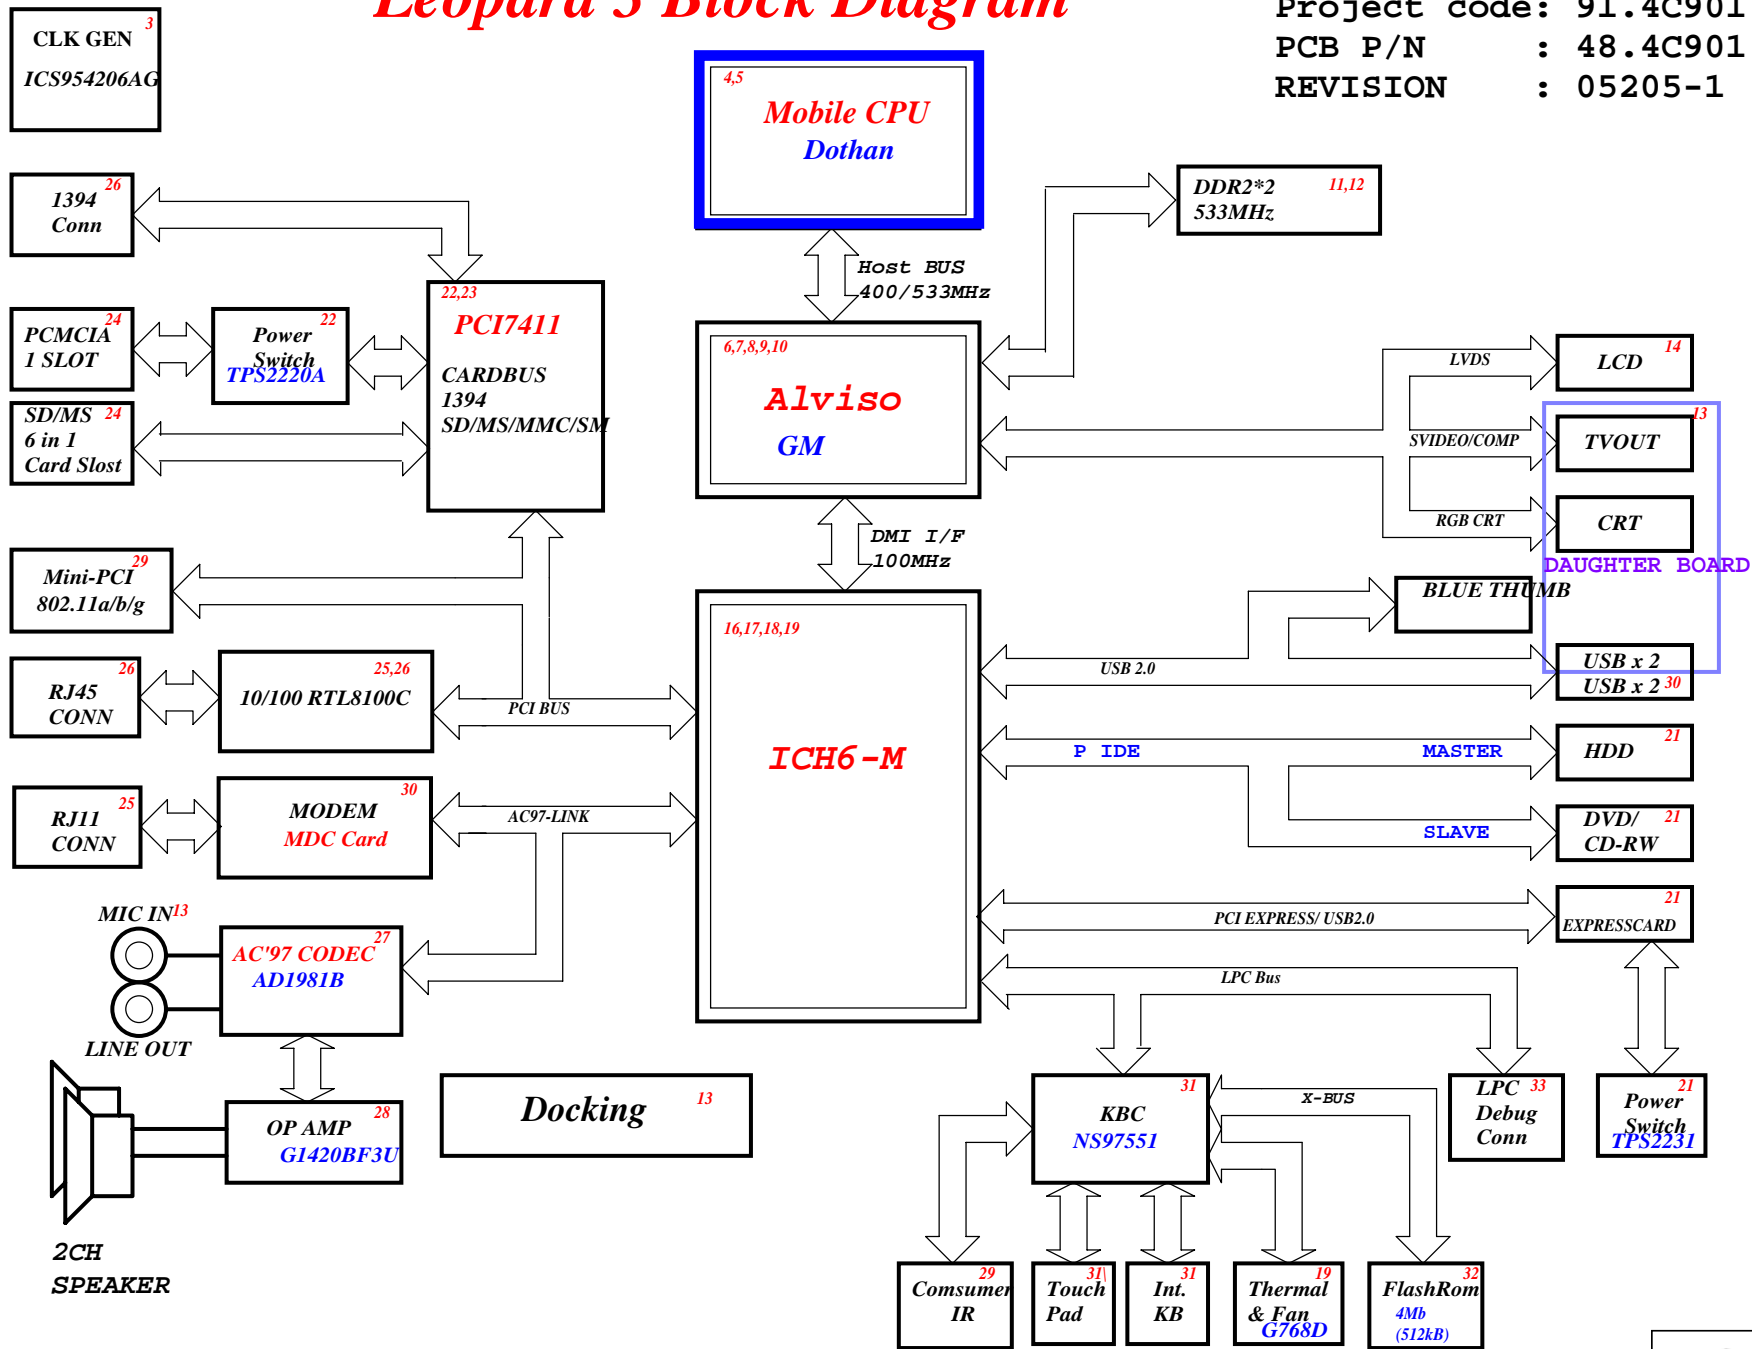 Leopard 3 Block Diagram
Project code: 91.4C901
PCB P/N : 48.4C901
REVISION : 05205-1
3
CLK GEN
ICS954206AG
4,5
Mobile CPU
Dothan
26
1394
Conn
11,12
DDR2*2
533MHz
Host BUS
400/533MHz
22,23
PCI7411
CARDBUS
1394
SD/MS/MMC/SM
24
PCMCIA
1 SLOT
22
Power
Switch
TPS2220A
24
SD/MS
6 in 1
Card Slost
6,7,8,9,10
Alviso
GM
LVDS
14
LCD
SVIDEO/COMP
13
TVOUT
RGB CRT
CRT
DAUGHTER BOARD
DMI I/F
100MHz
29
Mini-PCI
802.11a/b/g
BLUE THUMB
16,17,18,19
ICH6-M
USB 2.0
USB x 2
USB x 2 30
26
RJ45
CONN
25,26
10/100 RTL8100C
PCI BUS
P IDE
MASTER
21
HDD
SLAVE
21
DVD/
CD-RW
25
RJ11
CONN
30
MODEM
MDC Card
AC97-LINK
MIC IN 13
27
AC'97 CODEC
AD1981B
LINE OUT
PCI EXPRESS/ USB2.0
21
EXPRESSCARD
LPC Bus
28
OP AMP
G1420BF3U
2CH
SPEAKER
Docking 13
31
KBC
NS97551
X-BUS
33
LPC
Debug
Conn
21
Power
Switch
TPS2231
29
Comsumer
IR
31\
Touch
Pad
31
Int.
KB
19
Thermal
& Fan
G768D
32
FlashRom
4Mb
(512kB)